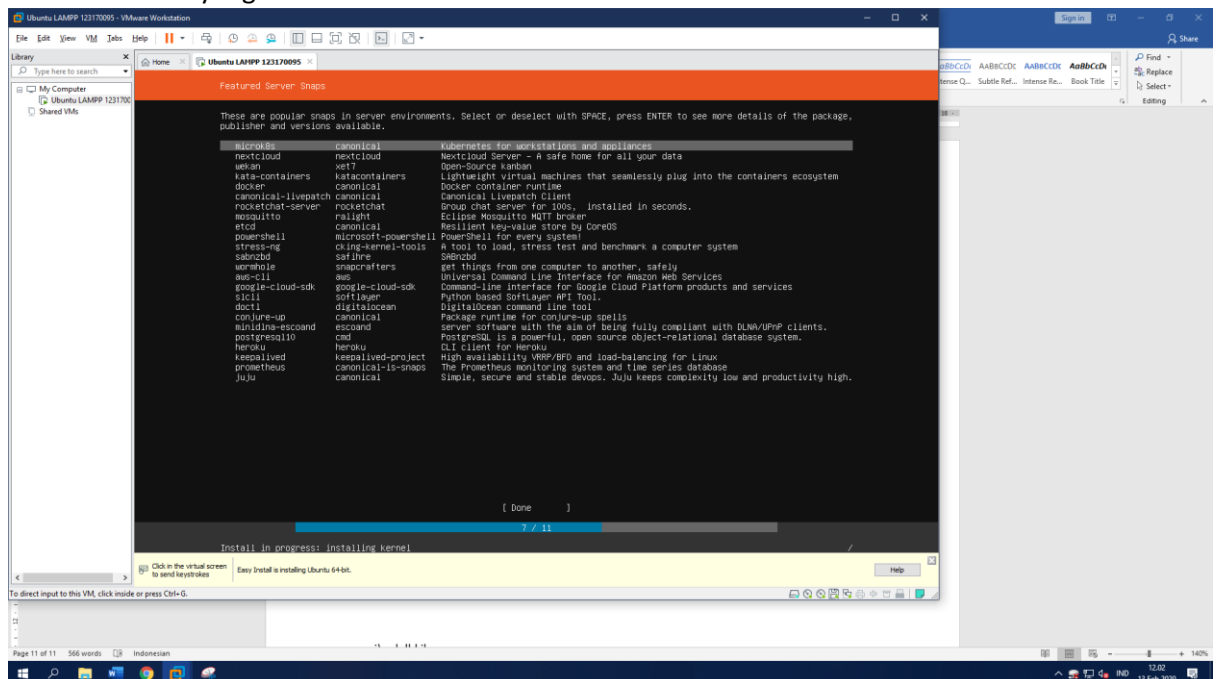 Ubuntu LAMPP 123170095 - VMware Workstation
Sign in
File Edit View VM Tabs Help
Share
Library
Type here to search
My Computer
Ubuntu LAMPP 1231700
Shared VMs
Home
Ubuntu LAMPP 123170095
AaBbCcDc AABBCCDC AABBCCDC AaBbCcDc
tense Q... Subtle Ref... Intense Re... Book Title
Find
Replace
Select
Editing
Featured Server Snaps
These are popular snaps in server environments. Select or deselect with SPACE, press ENTER to see more details of the package,
publisher and versions available.
microk8s canonical Kubernetes for workstations and appliances
nextcloud nextcloud Nextcloud Server - A safe home for all your data
wekan xet7 Open-Source kanban
kata-containers katacontainers Lightweight virtual machines that seamlessly plug into the containers ecosystem
docker canonical Docker container runtime
canonical-livepatch canonical Canonical Livepatch Client
rocketchat-server rocketchat Group chat server for 100s, installed in seconds.
mosquitto ralight Eclipse Mosquitto MQTT broker
etcd canonical Resilient key-value store by CoreOS
powershell microsoft-powershell PowerShell for every system!
stress-ng cking-kernel-tools A tool to load, stress test and benchmark a computer system
sabnzbd safihre SABnzbd
wormhole snapcrafters get things from one computer to another, safely
aws-cli aws Universal Command Line Interface for Amazon Web Services
google-cloud-sdk google-cloud-sdk Command-line interface for Google Cloud Platform products and services
slcli softlayer Python based SoftLayer API Tool.
doctl digitalocean DigitalOcean command line tool
conjure-up canonical Package runtime for conjure-up spells
minidlna-escoand escoand server software with the aim of being fully compliant with DLNA/UPnP clients.
postgresql10 cmd PostgreSQL is a powerful, open source object-relational database system.
heroku heroku CLI client for Heroku
keepalived keepalived-project High availability VRRP/BFD and load-balancing for Linux
prometheus canonical-is-snaps The Prometheus monitoring system and time series database
juju canonical Simple, secure and stable devops. Juju keeps complexity low and productivity high.
[ Done ]
7 / 11
Install in progress: installing kernel /
Click in the virtual screen
to send keystrokes
Easy Install is installing Ubuntu 64-bit.
Help
To direct input to this VM, click inside or press Ctrl+G.
Page 11 of 11 566 words Indonesian
140%
IND
12.02
13 Feb 2020